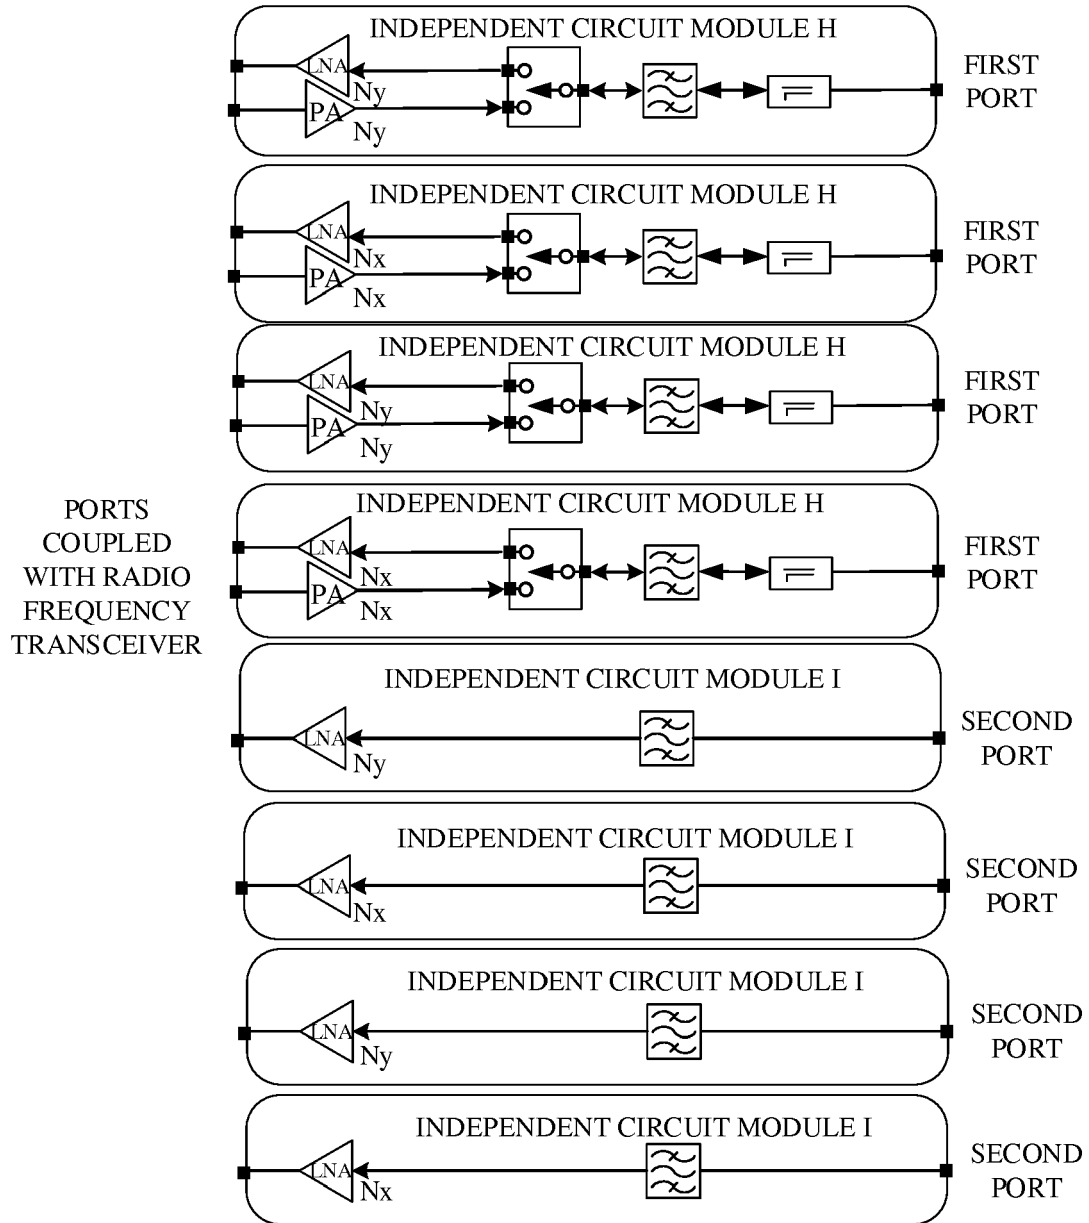 INDEPENDENT CIRCUIT MODULE H
LNA
Ny
PA
Ny
FIRST
PORT
INDEPENDENT CIRCUIT MODULE H
LNA
Nx
PA
Nx
FIRST
PORT
INDEPENDENT CIRCUIT MODULE H
LNA
Ny
PA
Ny
FIRST
PORT
INDEPENDENT CIRCUIT MODULE H
LNA
Nx
PA
Nx
FIRST
PORT
PORTS
COUPLED
WITH RADIO
FREQUENCY
TRANSCEIVER
INDEPENDENT CIRCUIT MODULE I
LNA
Ny
SECOND
PORT
INDEPENDENT CIRCUIT MODULE I
LNA
Nx
SECOND
PORT
INDEPENDENT CIRCUIT MODULE I
LNA
Ny
SECOND
PORT
INDEPENDENT CIRCUIT MODULE I
LNA
Nx
SECOND
PORT